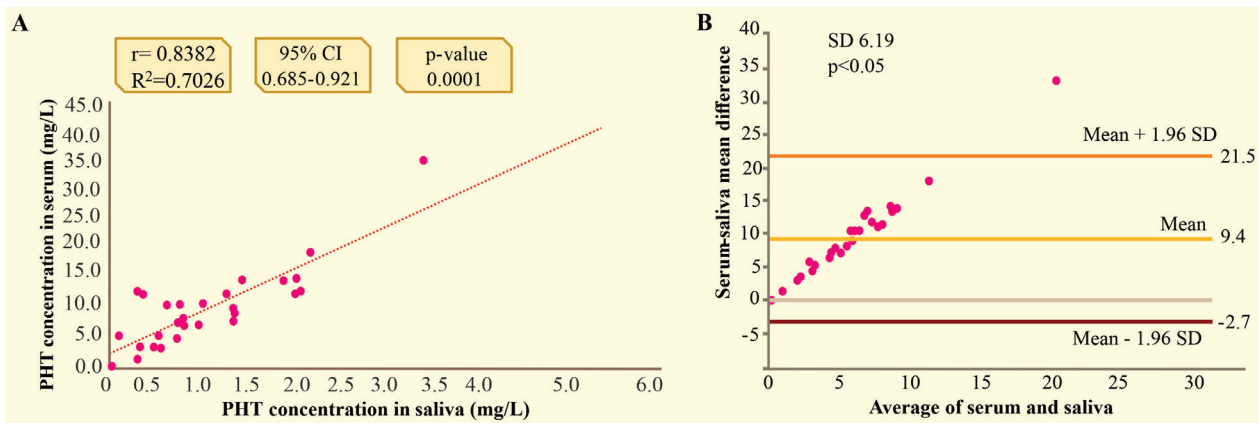 A
r= 0.8382
R²=0.7026
95% CI
0.685-0.921
p-value
0.0001
PHT concentration in serum (mg/L)
45.0
40.0
35.0
30.0
25.0
20.0
15.0
10.0
5.0
0.0
0 0.5 1.0 1.5 2.0 2.5 3.0 3.5 4.0 5.0 6.0
PHT concentration in saliva (mg/L)
B
SD 6.19
p<0.05
Serum-saliva mean difference
40
35
30
25
20
15
10
5
0
-5
Mean + 1.96 SD
21.5
Mean
9.4
-2.7
Mean - 1.96 SD
0 5 10 15 20 25 30
Average of serum and saliva